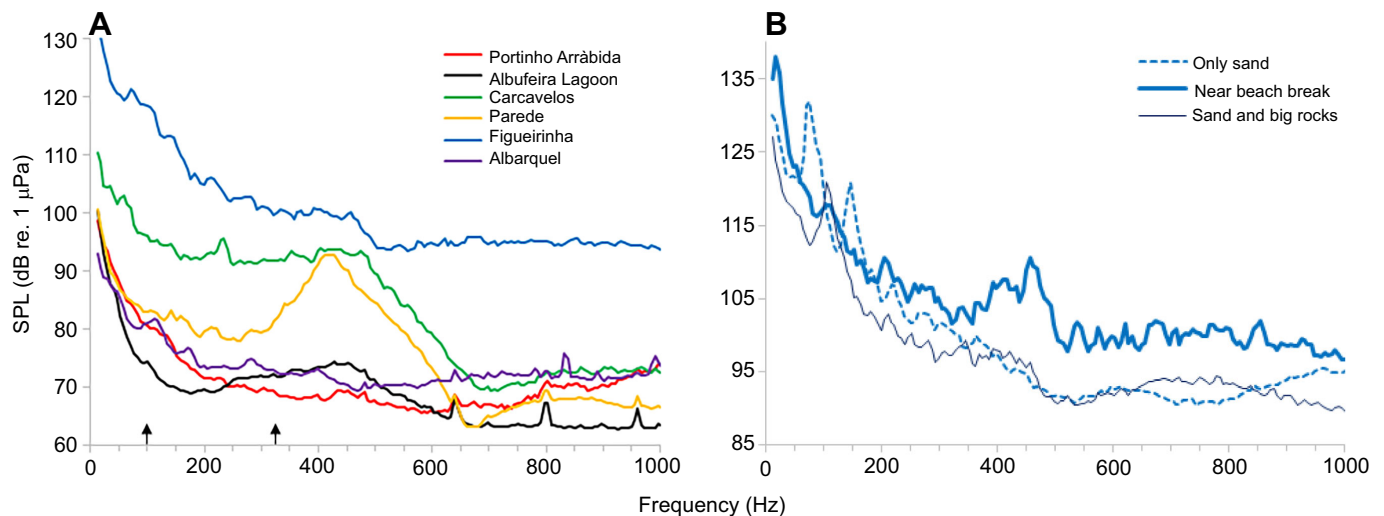 A
B
SPL (dB re. 1 μPa)
130
120
110
100
90
80
70
60
0
200
400
600
800
1000
Portinho Arràbida
Albufeira Lagoon
Carcavelos
Parede
Figueirinha
Albarquel
135
125
115
105
95
85
0
200
400
600
800
1000
Only sand
Near beach break
Sand and big rocks
Frequency (Hz)